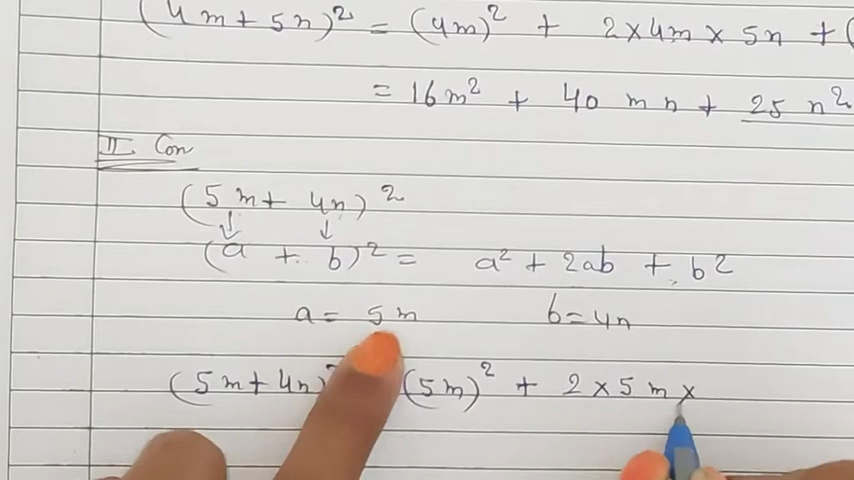 (4m + 5n)² = (4m)² + 2×4m × 5n + (
= 16m² + 40 mn + 25 n²
II Con
(5m + 4n)²
↓ ↓
(a + b)² = a² + 2ab + b²
a = 5m b = 4n
(5m + 4n)² (5m)² + 2 × 5m ×